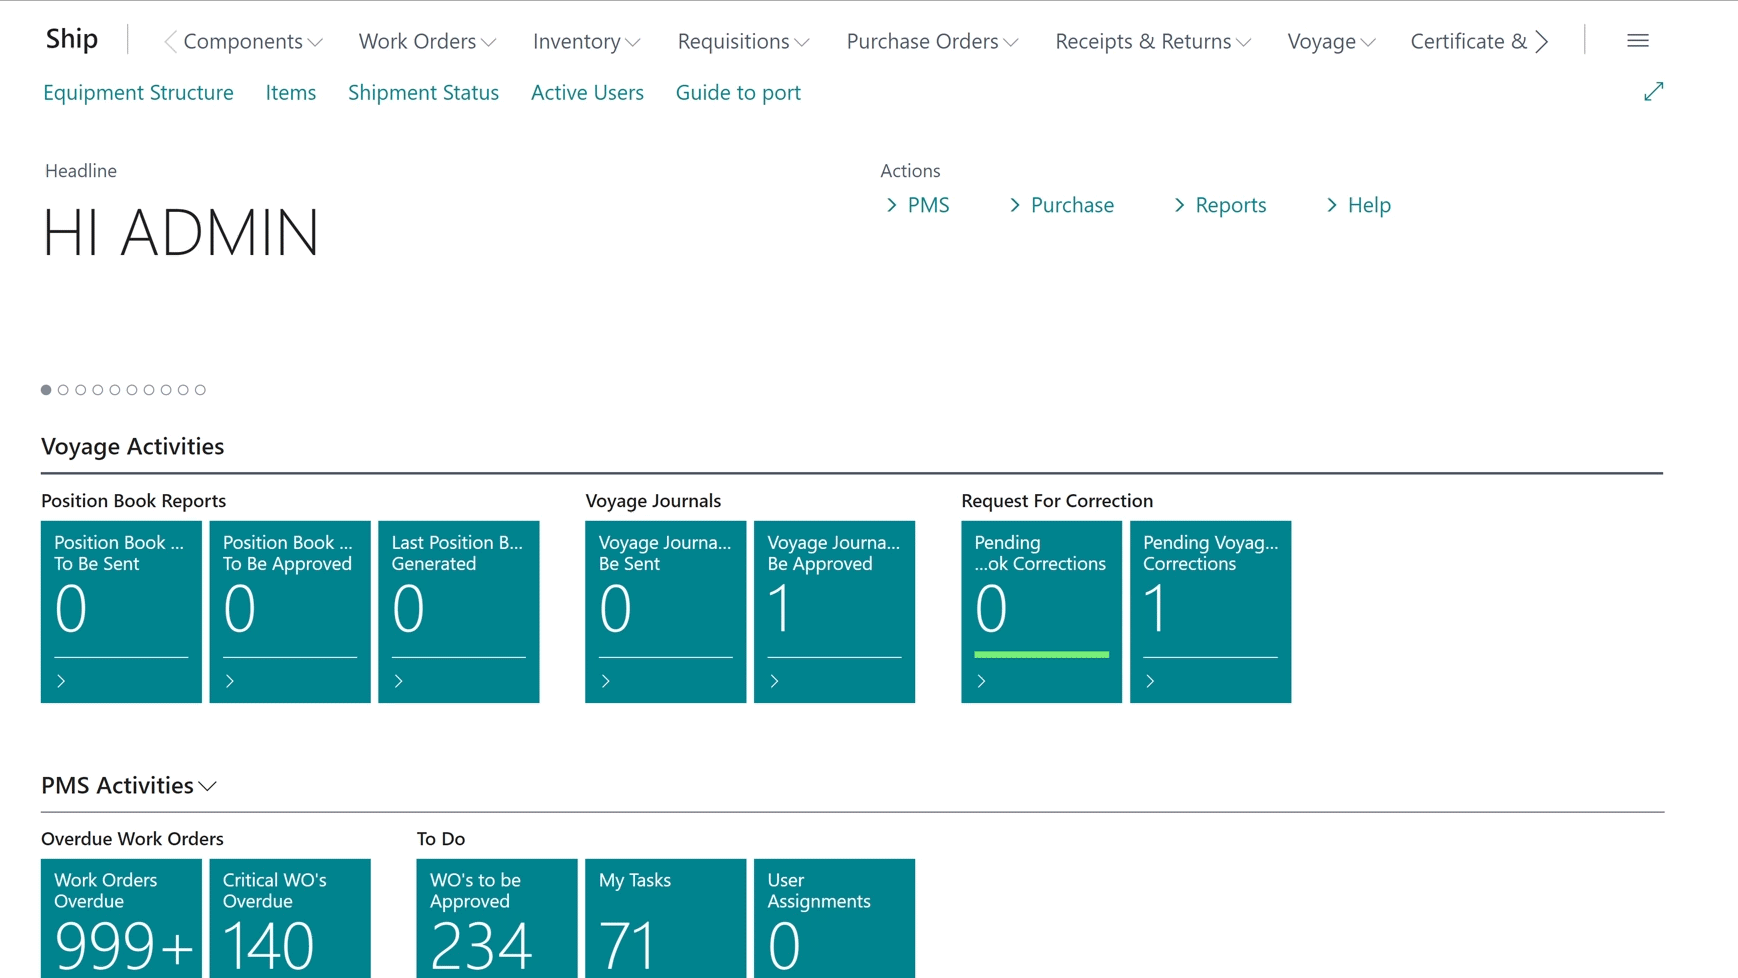 Ship
Components
Work Orders
Inventory
Requisitions
Purchase Orders
Receipts & Returns
Voyage
Certificate &
Equipment Structure
Items
Shipment Status
Active Users
Guide to port
Headline
HI ADMIN
Actions
PMS
Purchase
Reports
Help
Voyage Activities
Position Book Reports
Position Book ...
To Be Sent
0
Position Book ...
To Be Approved
0
Last Position B...
Generated
0
Voyage Journals
Voyage Journa...
Be Sent
0
Voyage Journa...
Be Approved
1
Request For Correction
Pending
...ok Corrections
0
Pending Voyag...
Corrections
1
PMS Activities
Overdue Work Orders
Work Orders
Overdue
999+
Critical WO's
Overdue
140
To Do
WO's to be
Approved
234
My Tasks
71
User
Assignments
0